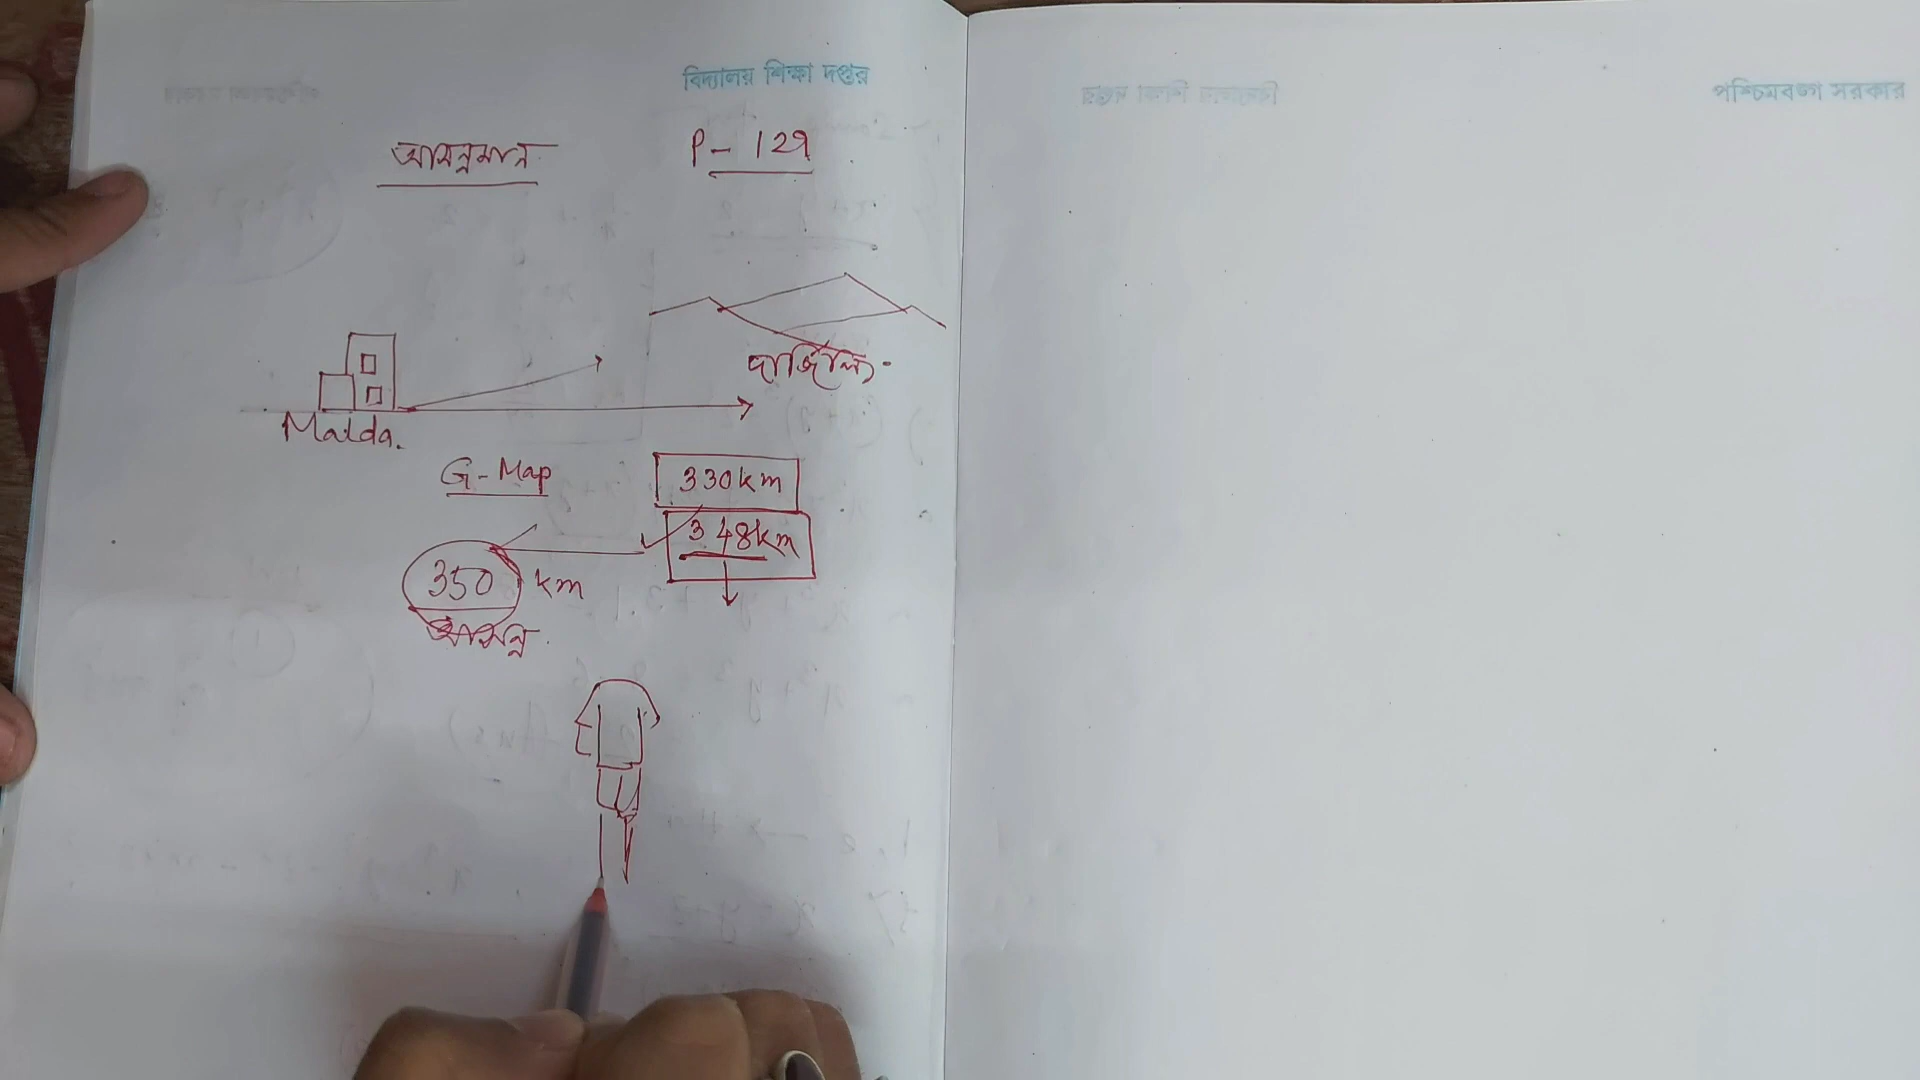 বিদ্যালয় শিক্ষা দপ্তর
পশ্চিমবঙ্গ সরকার
আসন্নমান P - 129
দার্জিলিং
Malda.
G-Map 330km
348km
350 km
আসন্ন